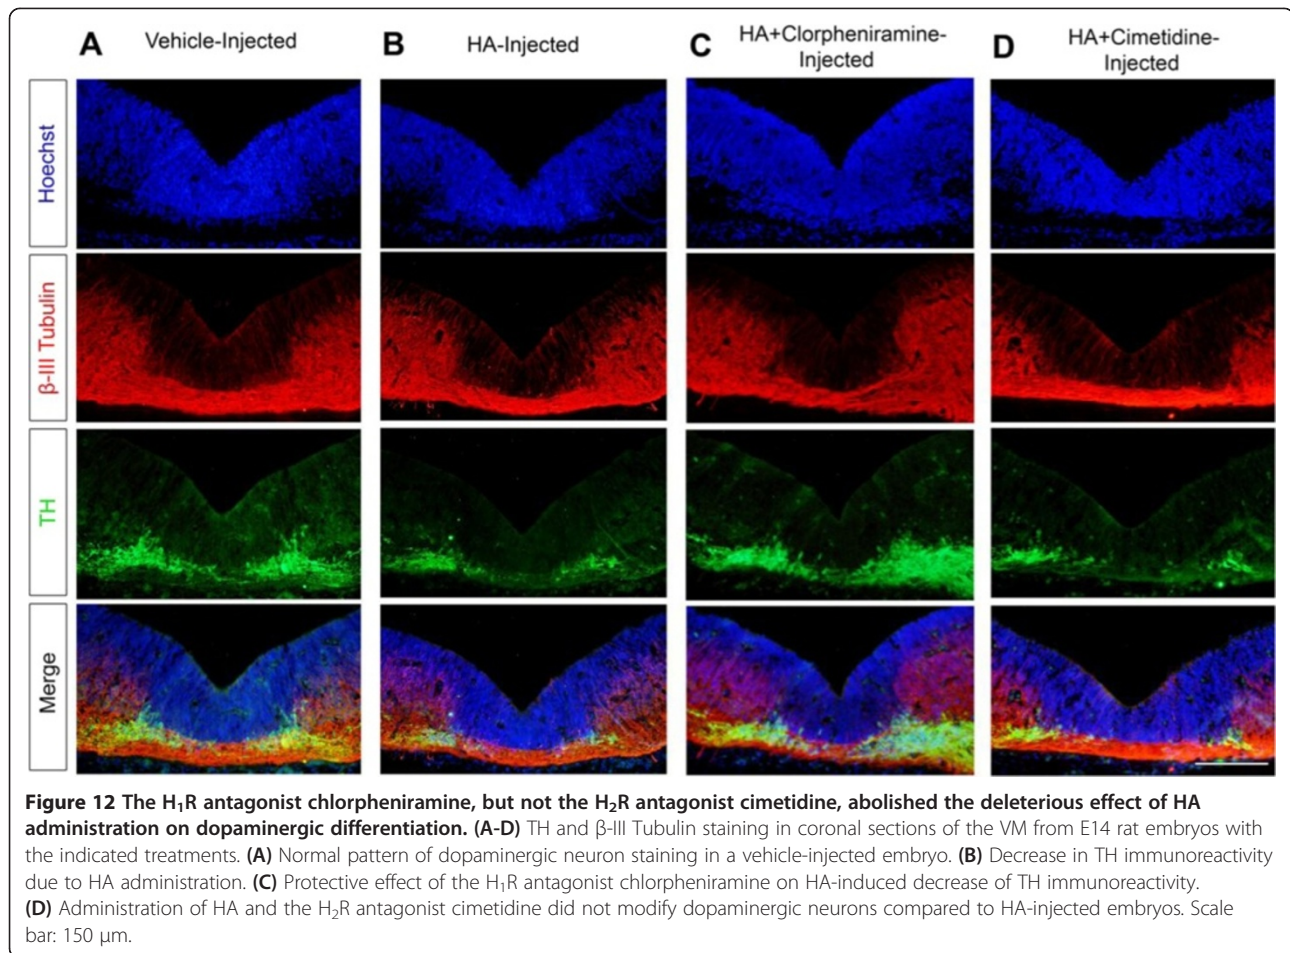 A Vehicle-Injected
B HA-Injected
C HA+Clorpheniramine-
Injected
D HA+Cimetidine-
Injected
Hoechst
β-III Tubulin
TH
Merge
Figure 12 The H₁R antagonist chlorpheniramine, but not the H₂R antagonist cimetidine, abolished the deleterious effect of HA
administration on dopaminergic differentiation. (A-D) TH and β-III Tubulin staining in coronal sections of the VM from E14 rat embryos with
the indicated treatments. (A) Normal pattern of dopaminergic neuron staining in a vehicle-injected embryo. (B) Decrease in TH immunoreactivity
due to HA administration. (C) Protective effect of the H₁R antagonist chlorpheniramine on HA-induced decrease of TH immunoreactivity.
(D) Administration of HA and the H₂R antagonist cimetidine did not modify dopaminergic neurons compared to HA-injected embryos. Scale
bar: 150 μm.